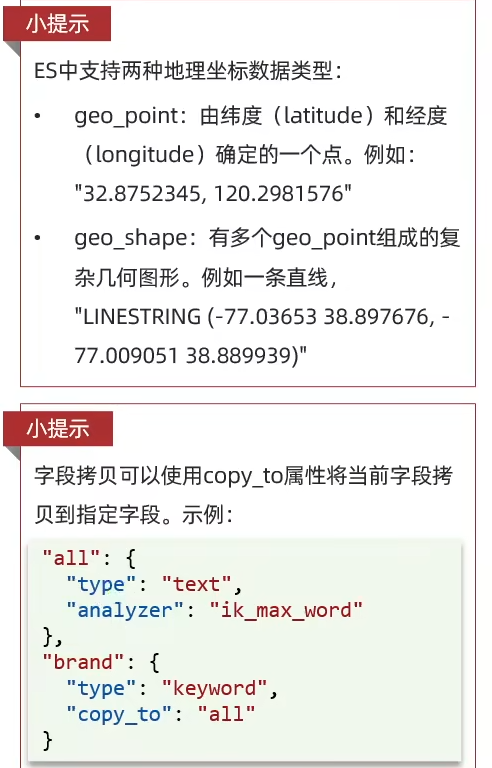 小提示
ES中支持两种地理坐标数据类型：
• geo_point：由纬度（latitude）和经度
（longitude）确定的一个点。例如：
"32.8752345, 120.2981576"
• geo_shape：有多个geo_point组成的复
杂几何图形。例如一条直线，
"LINESTRING (-77.03653 38.897676, -
77.009051 38.889939)"
小提示
字段拷贝可以使用copy_to属性将当前字段拷
贝到指定字段。示例：
"all": {
  "type": "text",
  "analyzer": "ik_max_word"
},
"brand": {
  "type": "keyword",
  "copy_to": "all"
}